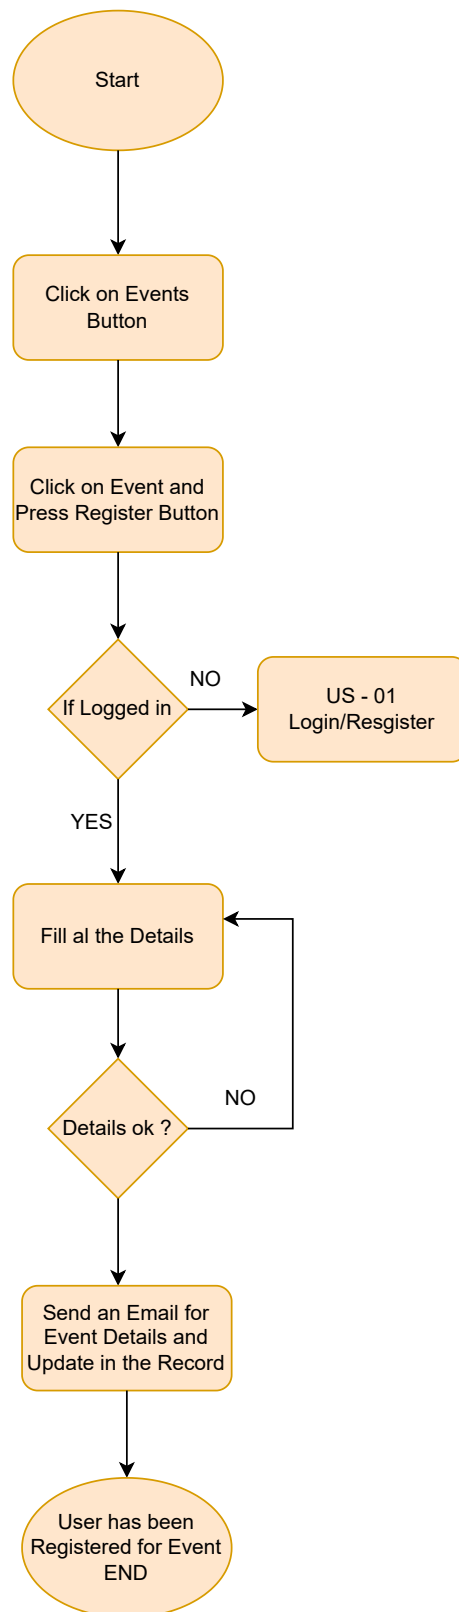 Start
Click on Events
Button
Click on Event and
Press Register Button
If Logged in
NO
US - 01
Login/Resgister
YES
Fill al the Details
Details ok ?
NO
Send an Email for
Event Details and
Update in the Record
User has been
Registered for Event
END